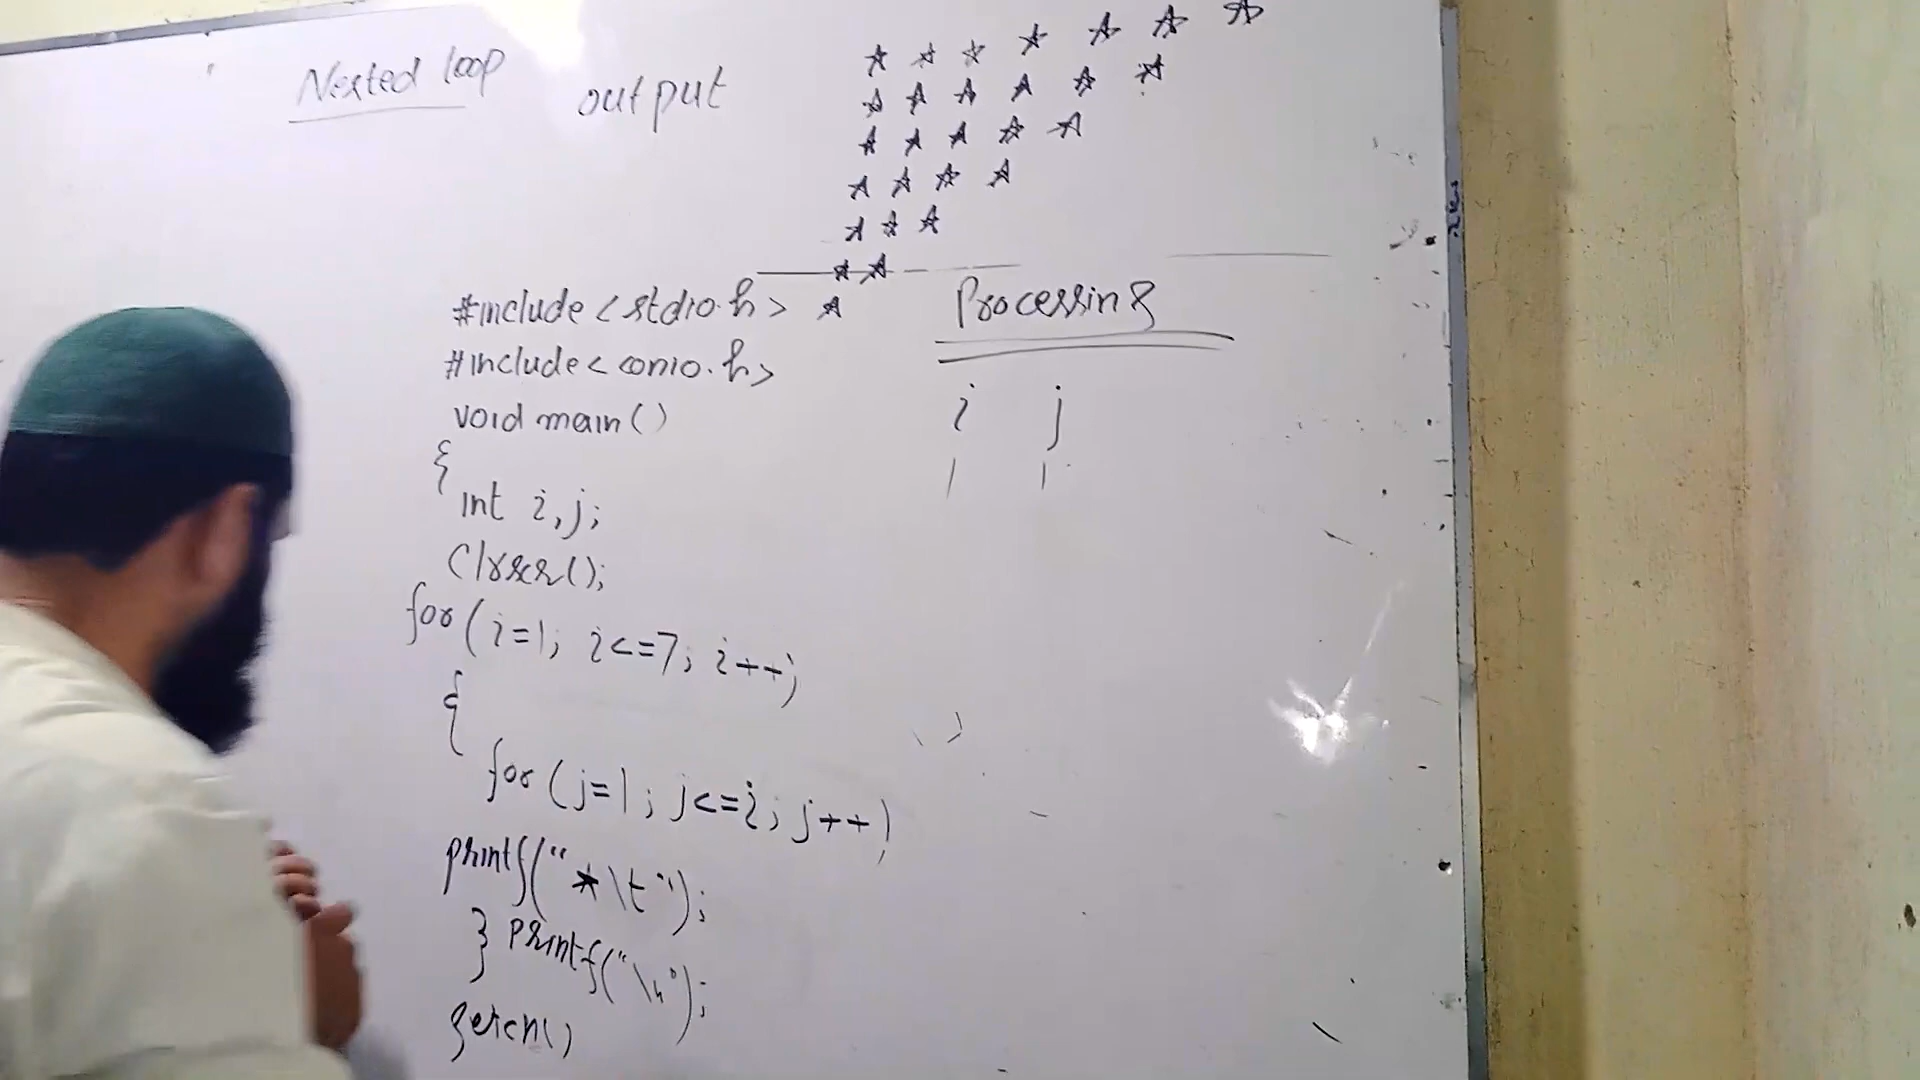 Nested loop
output
* * * * * * *
* * * * * *
* * * * *
* * * *
* * *
* *
*
#include <stdio.h>
#include <conio.h>
void main()
{
int i,j;
Clrscr();
for (i=1; i<=7; i++)
{
for (j=1; j<=i; j++)
printf("*\t");
} printf("\n");
getch()
Processing
i j
1 1